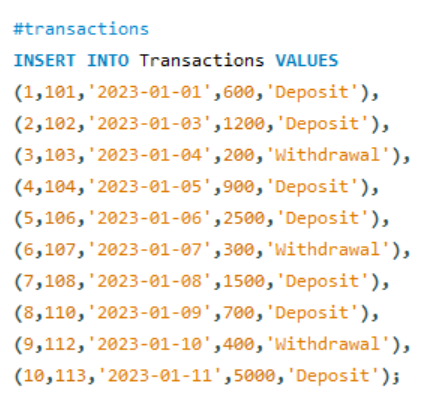 #transactions
INSERT INTO Transactions VALUES
(1,101,'2023-01-01',600,'Deposit'),
(2,102,'2023-01-03',1200,'Deposit'),
(3,103,'2023-01-04',200,'Withdrawal'),
(4,104,'2023-01-05',900,'Deposit'),
(5,106,'2023-01-06',2500,'Deposit'),
(6,107,'2023-01-07',300,'Withdrawal'),
(7,108,'2023-01-08',1500,'Deposit'),
(8,110,'2023-01-09',700,'Deposit'),
(9,112,'2023-01-10',400,'Withdrawal'),
(10,113,'2023-01-11',5000,'Deposit');